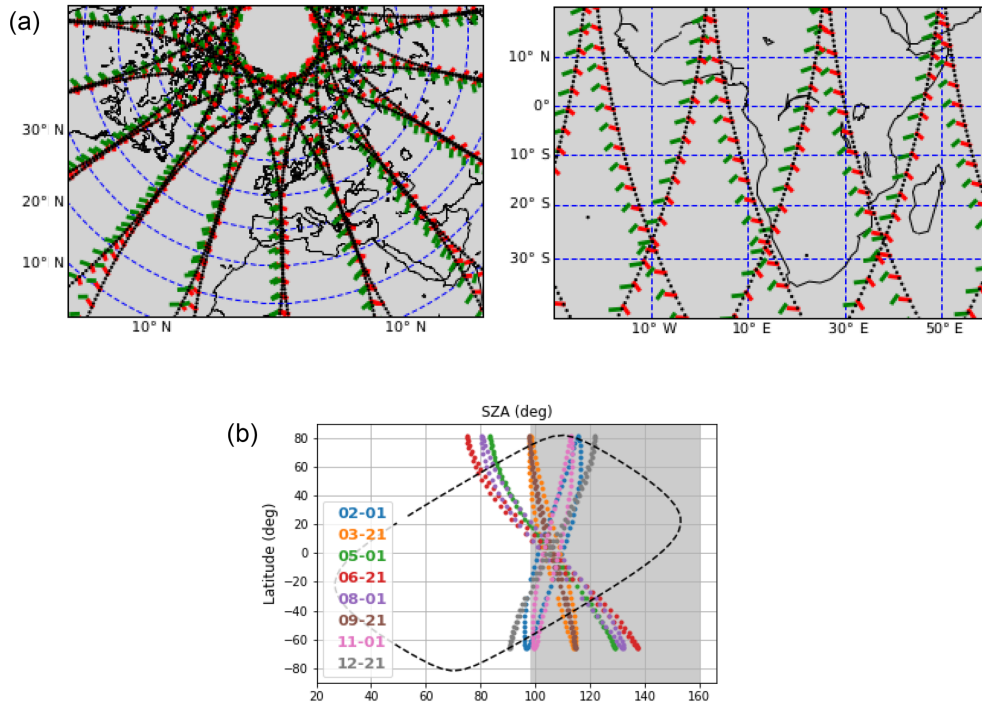 (a)
30° N
20° N
10° N
10° N
10° N
10° N
0°
10° S
20° S
30° S
10° W
10° E
30° E
50° E
(b)
SZA (deg)
Latitude (deg)
80
60
40
20
0
−20
−40
−60
−80
02-01
03-21
05-01
06-21
08-01
09-21
11-01
12-21
20
40
60
80
100
120
140
160